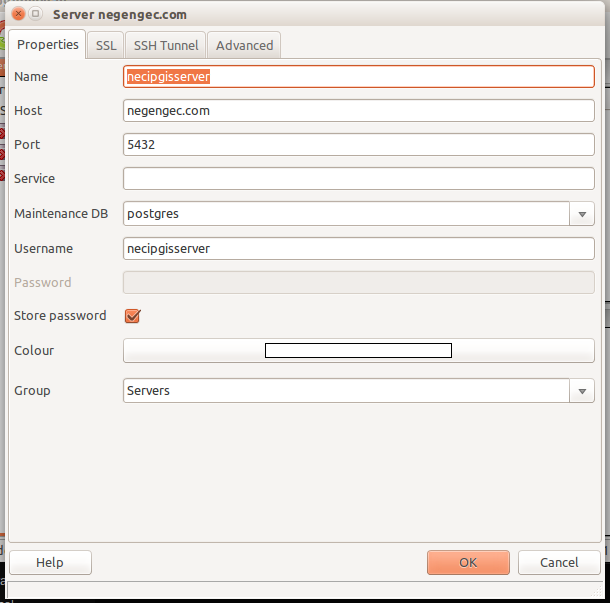 Server negengec.com
Properties SSL SSH Tunnel Advanced
Name necipgisserver
Host negengec.com
Port 5432
Service
Maintenance DB postgres
Username necipgisserver
Password
Store password
Colour
Group Servers
Help OK Cancel